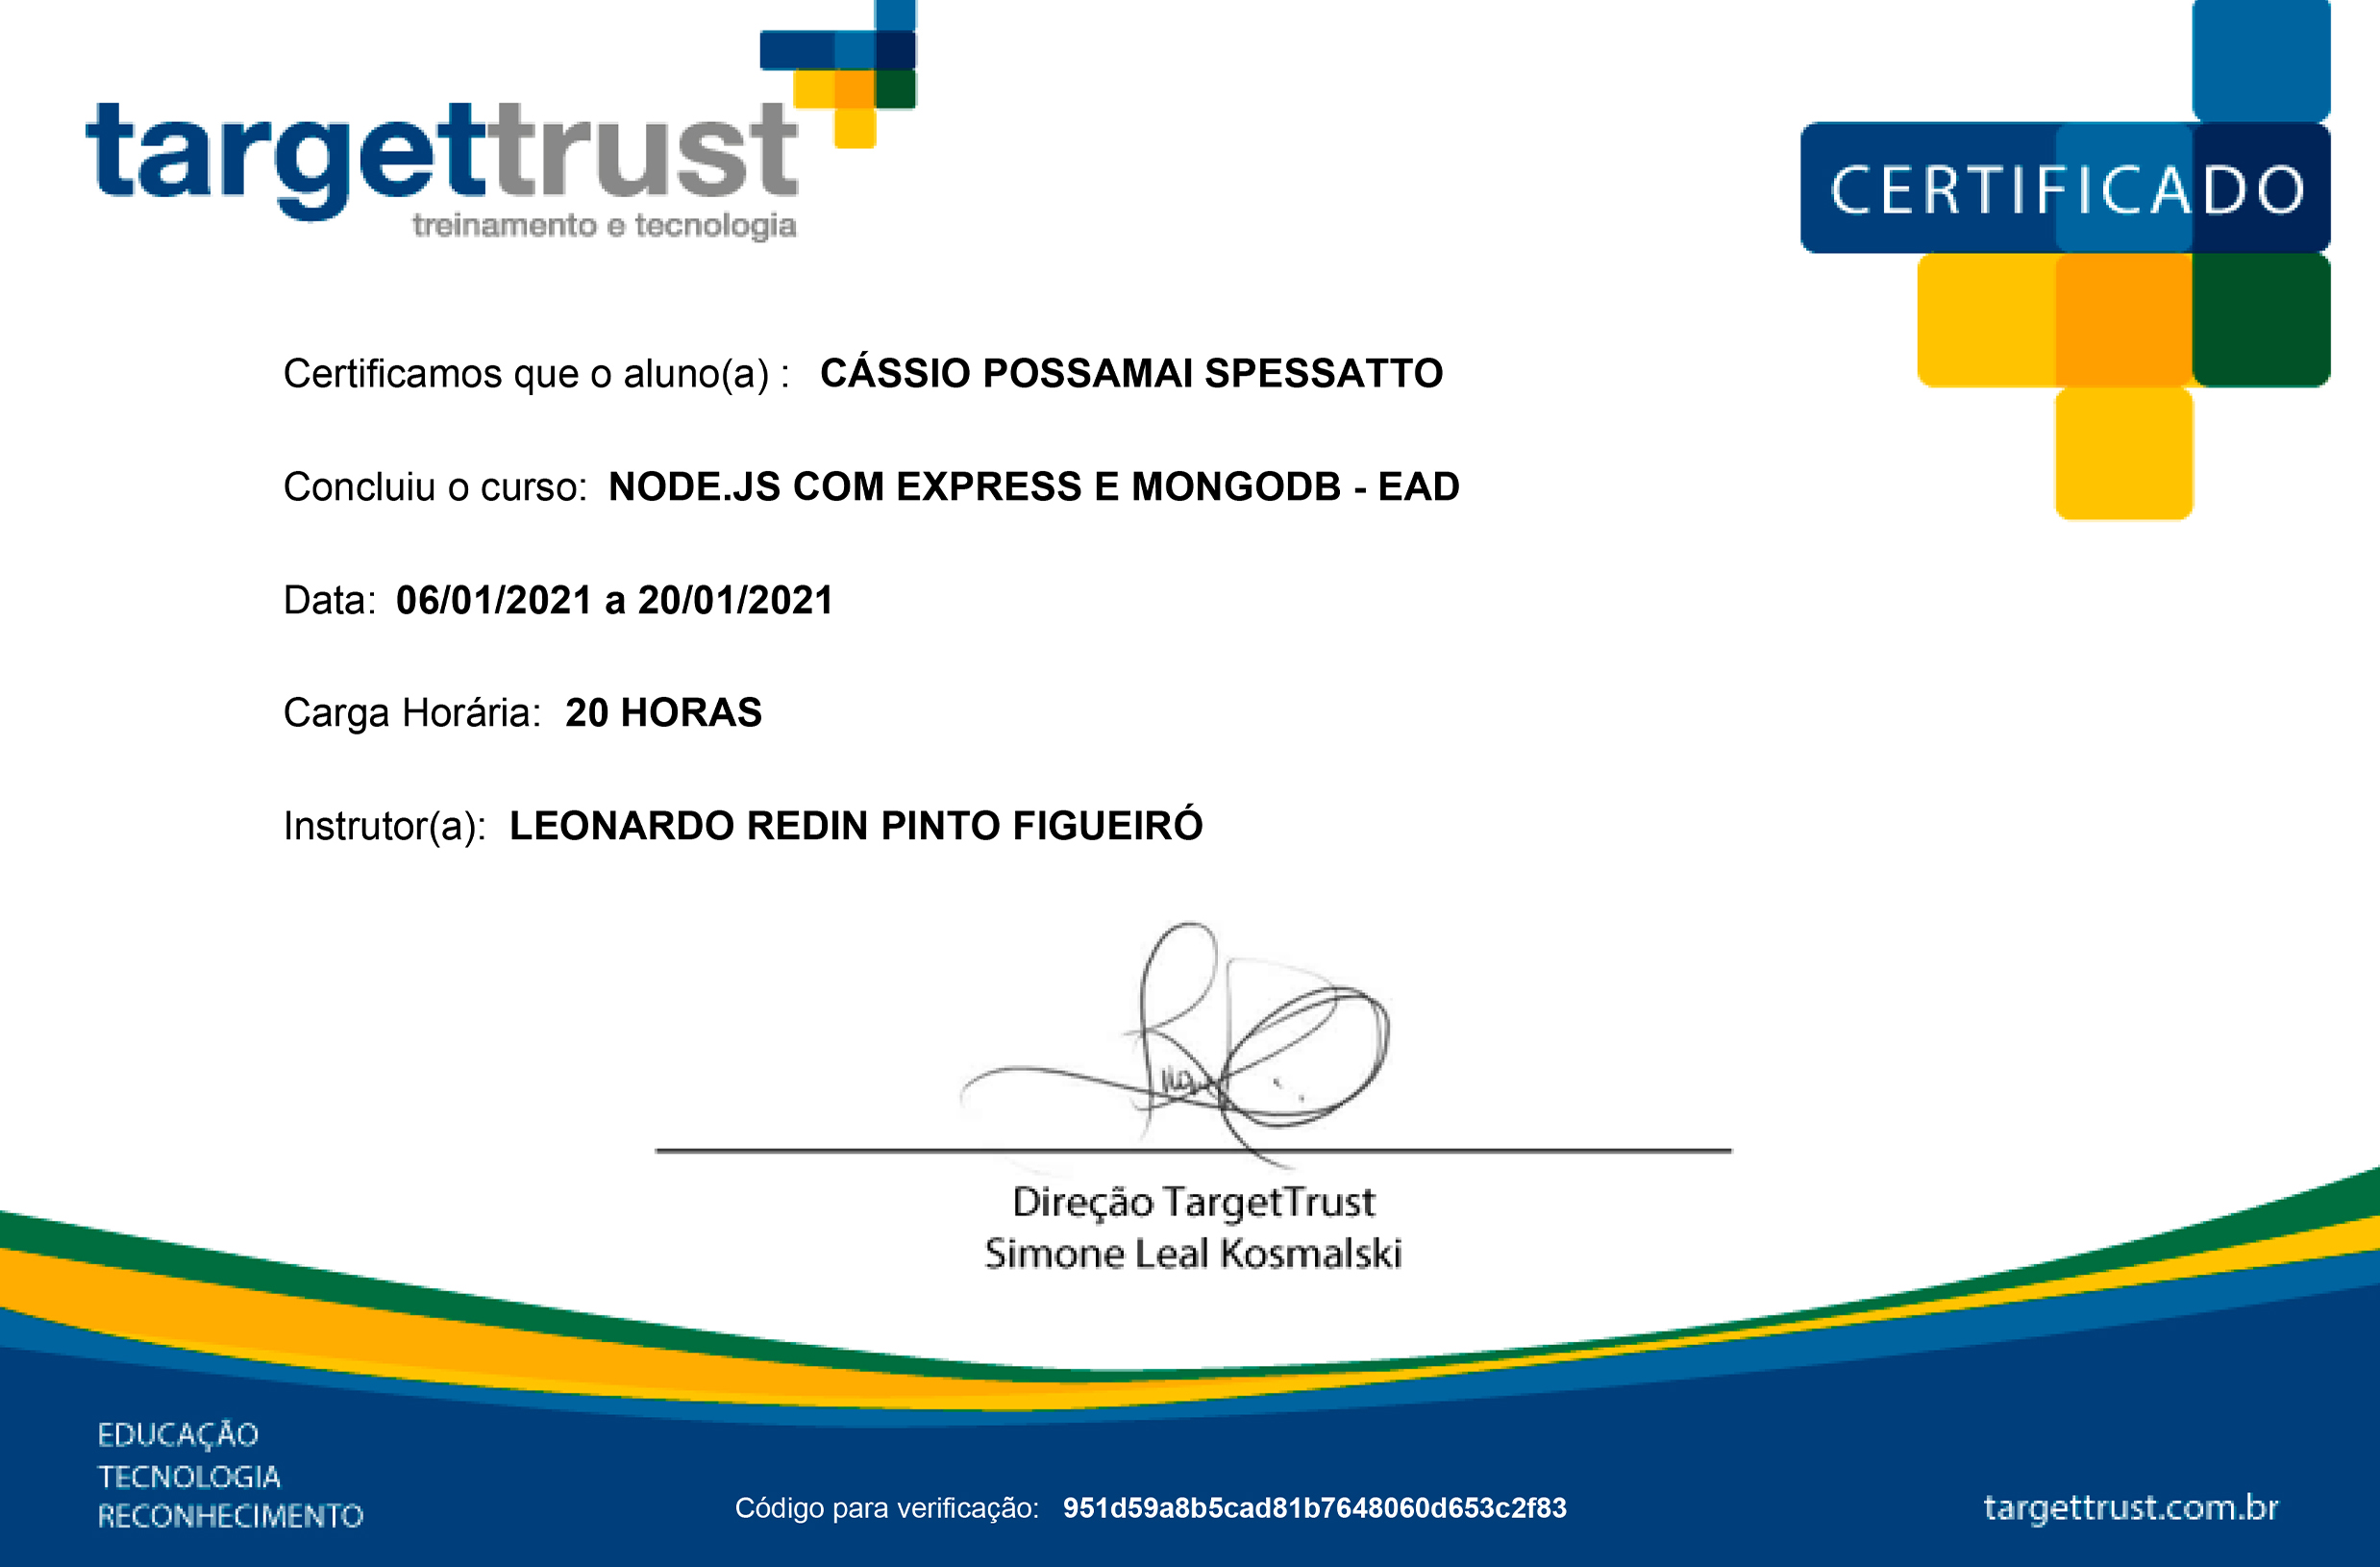 targettrust
treinamento e tecnologia
CERTIFICADO
Certificamos que o aluno(a) : CÁSSIO POSSAMAI SPESSATTO
Concluiu o curso: NODE.JS COM EXPRESS E MONGODB - EAD
Data: 06/01/2021 a 20/01/2021
Carga Horária: 20 HORAS
Instrutor(a): LEONARDO REDIN PINTO FIGUEIRÓ
Direção TargetTrust
Simone Leal Kosmalski
EDUCAÇÃO
TECNOLOGIA
RECONHECIMENTO
Código para verificação: 951d59a8b5cad81b7648060d653c2f83
targettrust.com.br